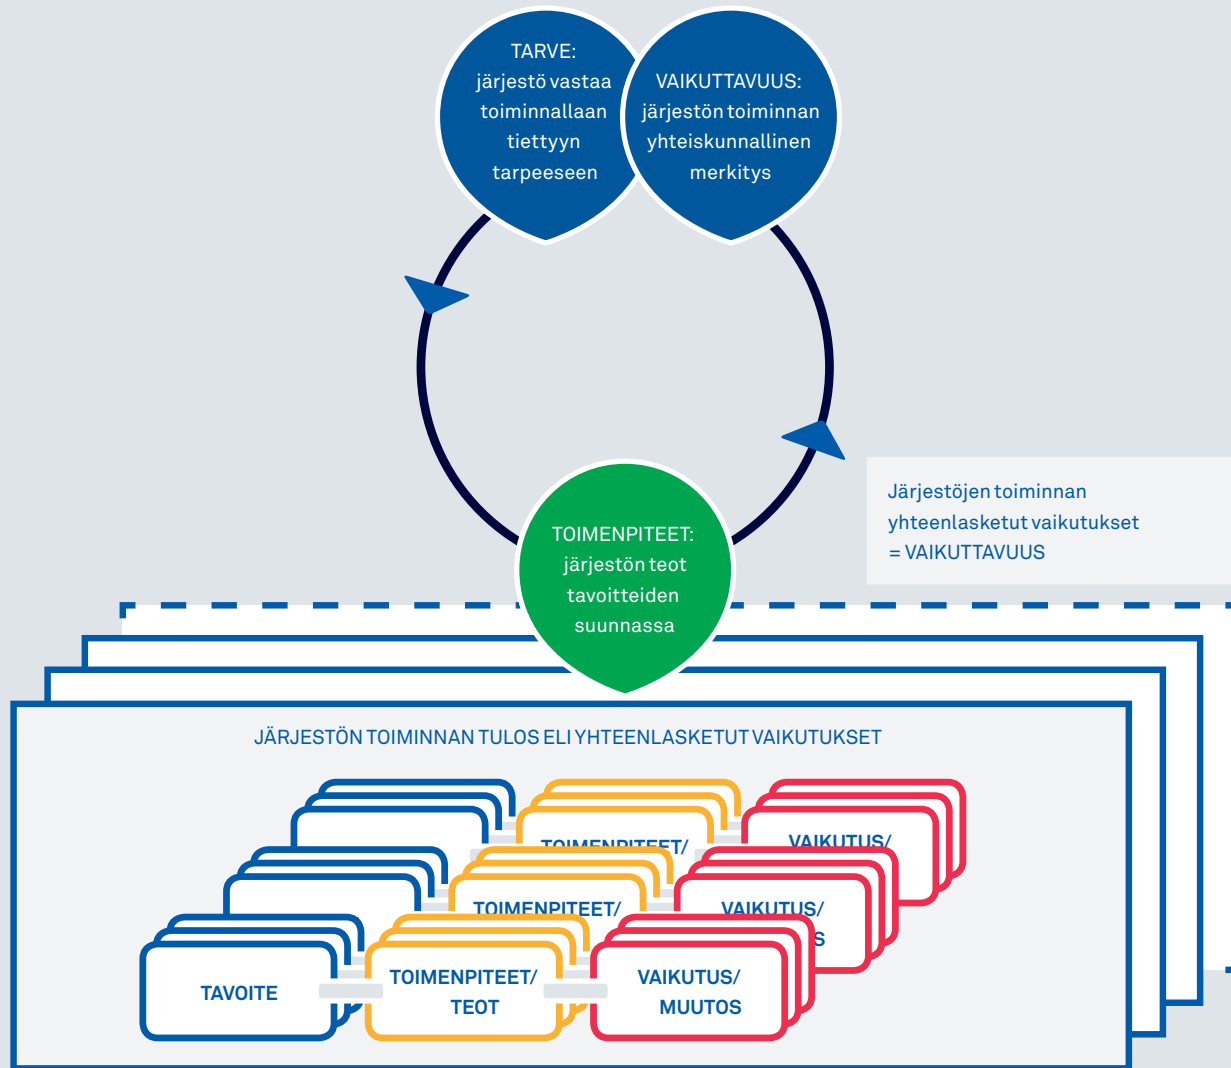 TARVE:
järjestö vastaa
toiminnallaan
tiettyyn
tarpeeseen
VAIKUTTAVUUS:
järjestön toiminnan
yhteiskunnallinen
merkitys
TOIMENPITEET:
järjestön teot
tavoitteiden
suunnassa
Järjestöjen toiminnan
yhteenlasketut vaikutukset
= VAIKUTTAVUUS
JÄRJESTÖN TOIMINNAN TULOS ELI YHTEENLASKETUT VAIKUTUKSET
TOIMENPITEET/
VAIKUTUS/
TOIMENPITEET/
VAIKUTUS/
S
TAVOITE
TOIMENPITEET/
TEOT
VAIKUTUS/
MUUTOS